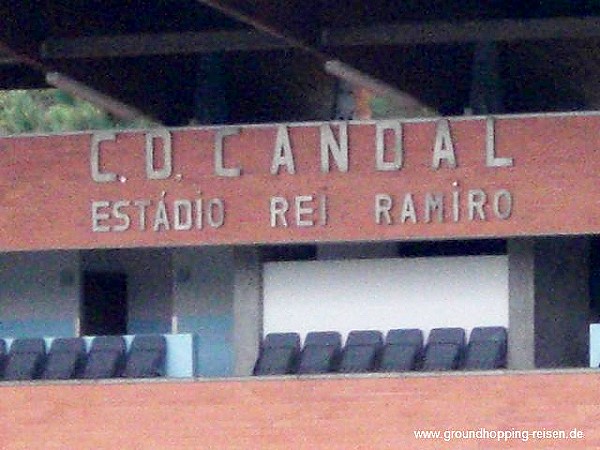 C.D. CANDAL
ESTÁDIO REI RAMIRO
www.groundhopping-reisen.de